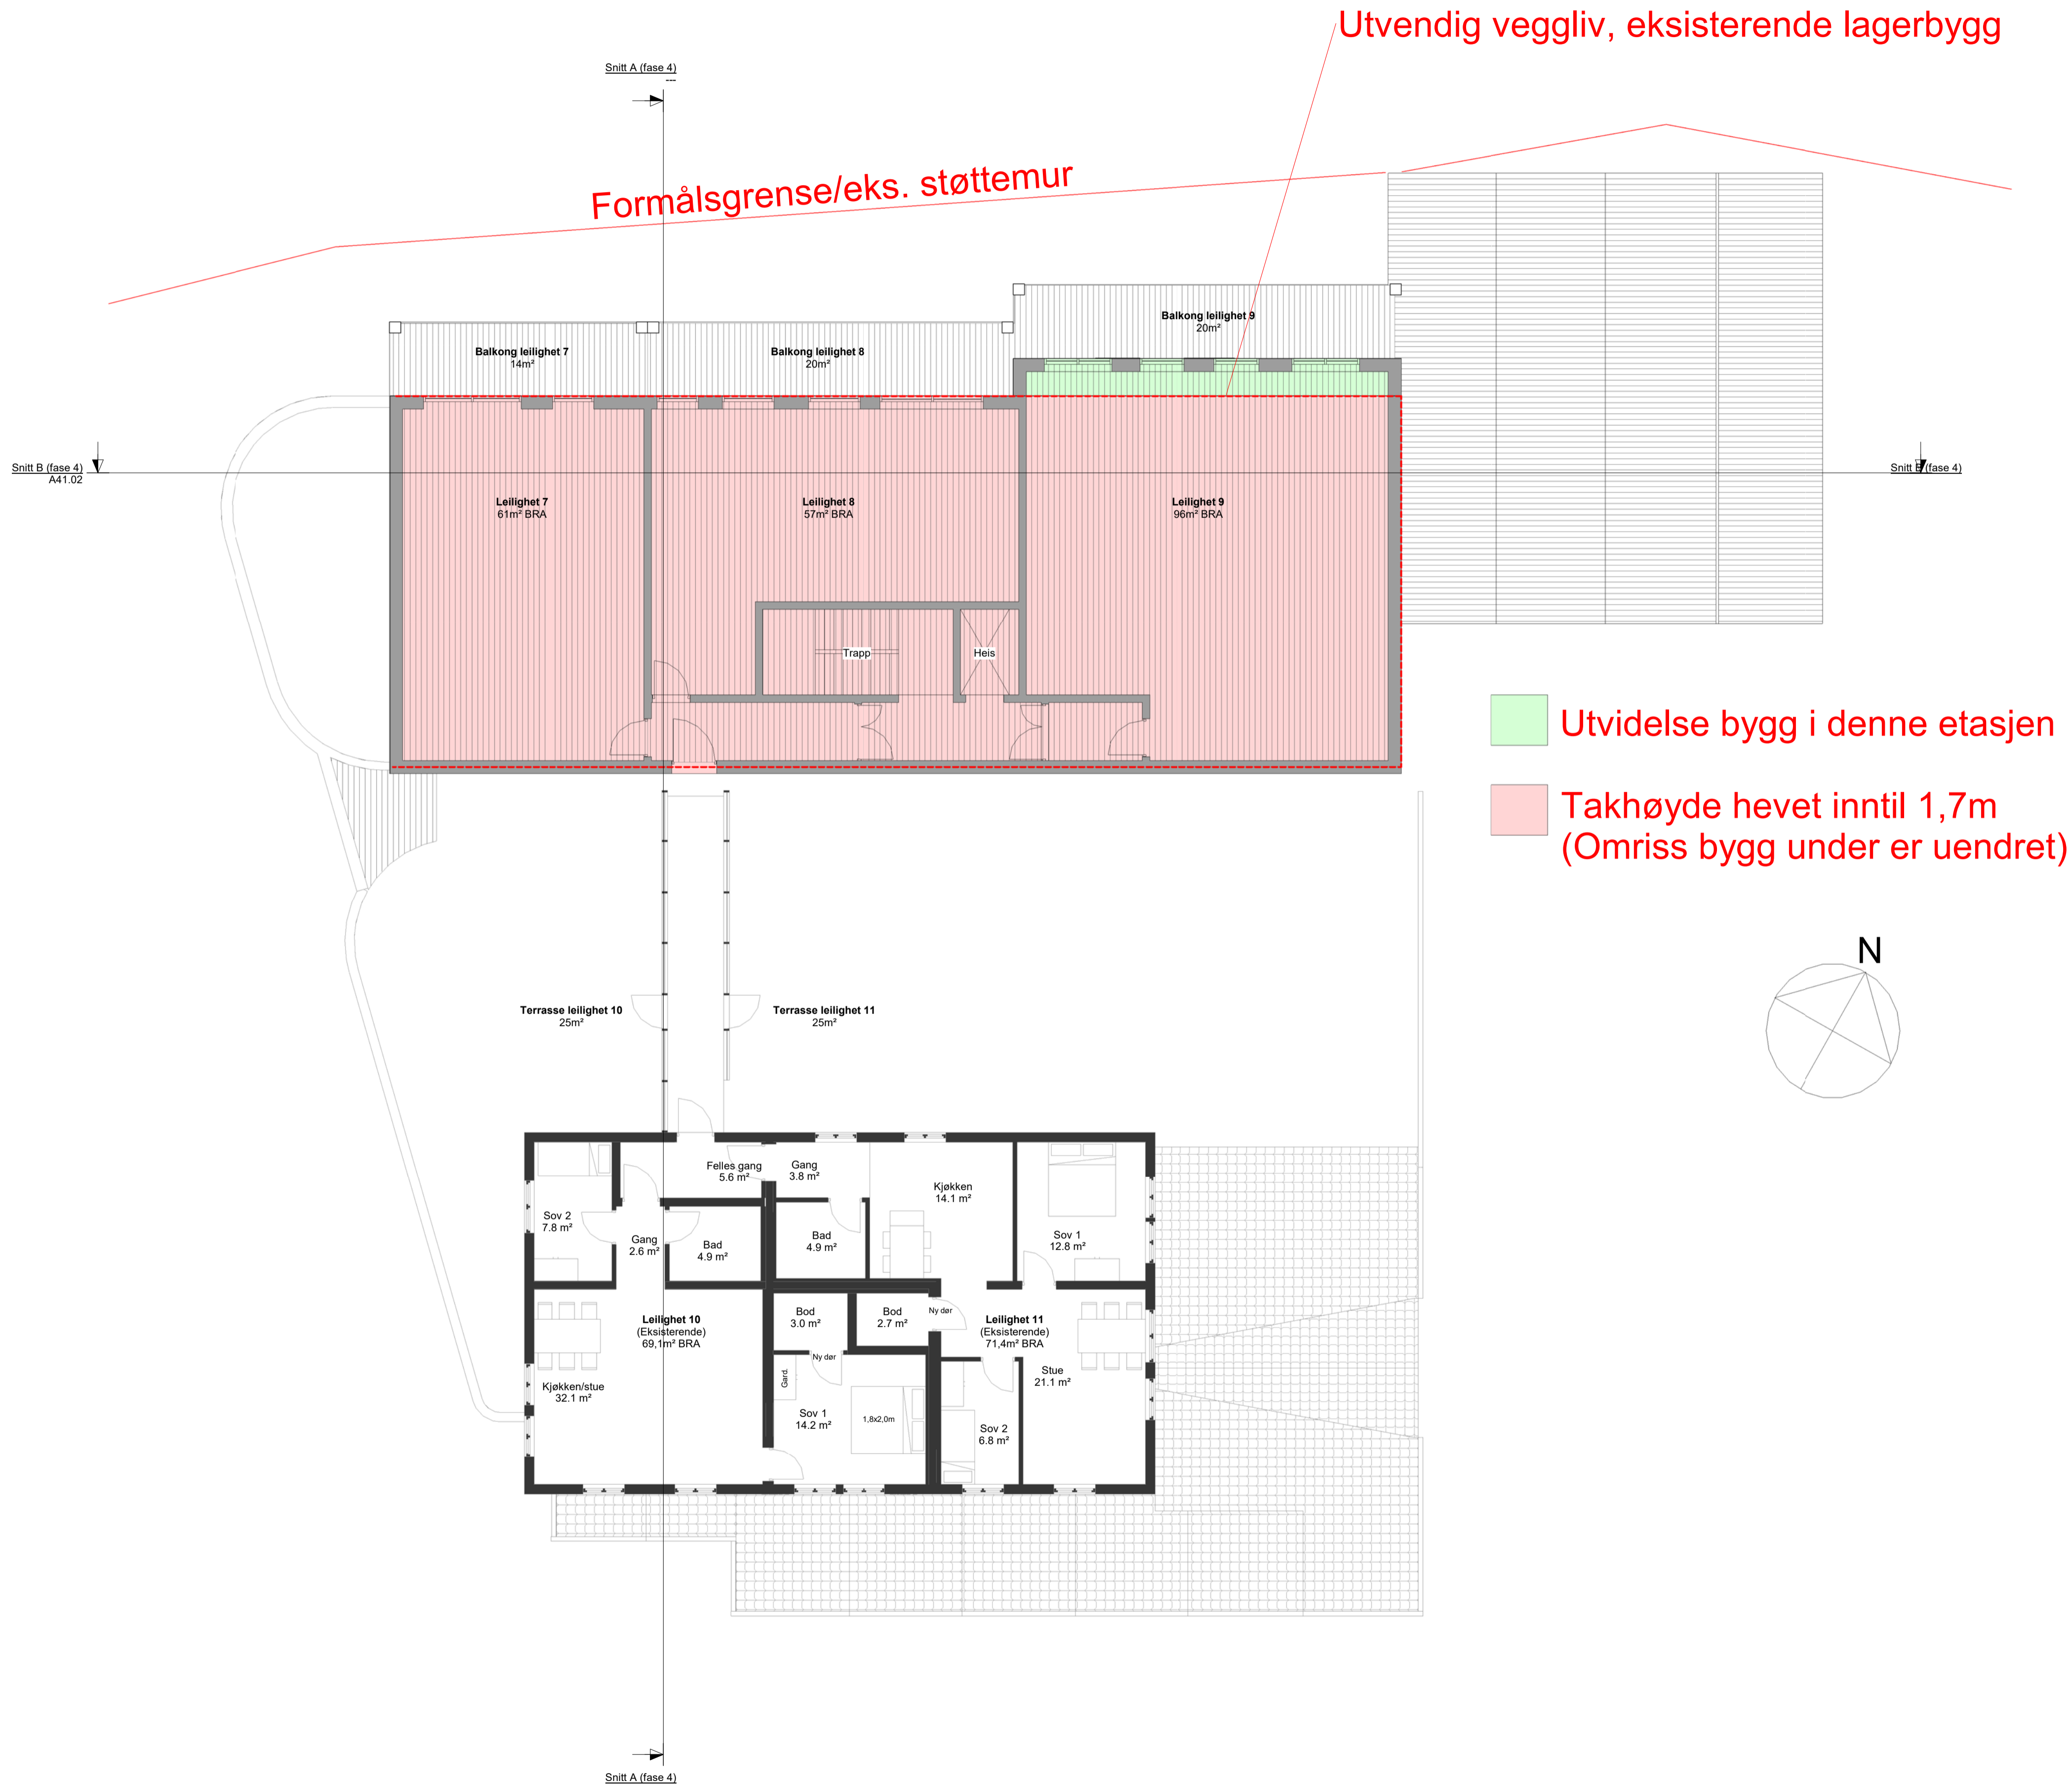 Utvendig veggliv, eksisterende lagerbygg
Snitt A (fase 4)
---
Formålsgrense/eks. støttemur
Balkong leilighet 9
20m²
Balkong leilighet 7
14m²
Balkong leilighet 8
20m²
Snitt B (fase 4)
A41.02
Snitt B (fase 4)
Leilighet 7
61m² BRA
Leilighet 8
57m² BRA
Leilighet 9
96m² BRA
Trapp
Heis
Utvidelse bygg i denne etasjen
Takhøyde hevet inntil 1,7m
(Omriss bygg under er uendret)
N
Terrasse leilighet 10
25m²
Terrasse leilighet 11
25m²
Felles gang
5.6 m²
Gang
3.8 m²
Kjøkken
14.1 m²
Sov 2
7.8 m²
Gang
2.6 m²
Bad
4.9 m²
Bad
4.9 m²
Sov 1
12.8 m²
Leilighet 10
(Eksisterende)
69,1m² BRA
Bod
3.0 m²
Bod
2.7 m²
Ny dør
Leilighet 11
(Eksisterende)
71,4m² BRA
Ny dør
Gard.
Kjøkken/stue
32.1 m²
Stue
21.1 m²
Sov 1
14.2 m²
1,8x2,0m
Sov 2
6.8 m²
Snitt A (fase 4)